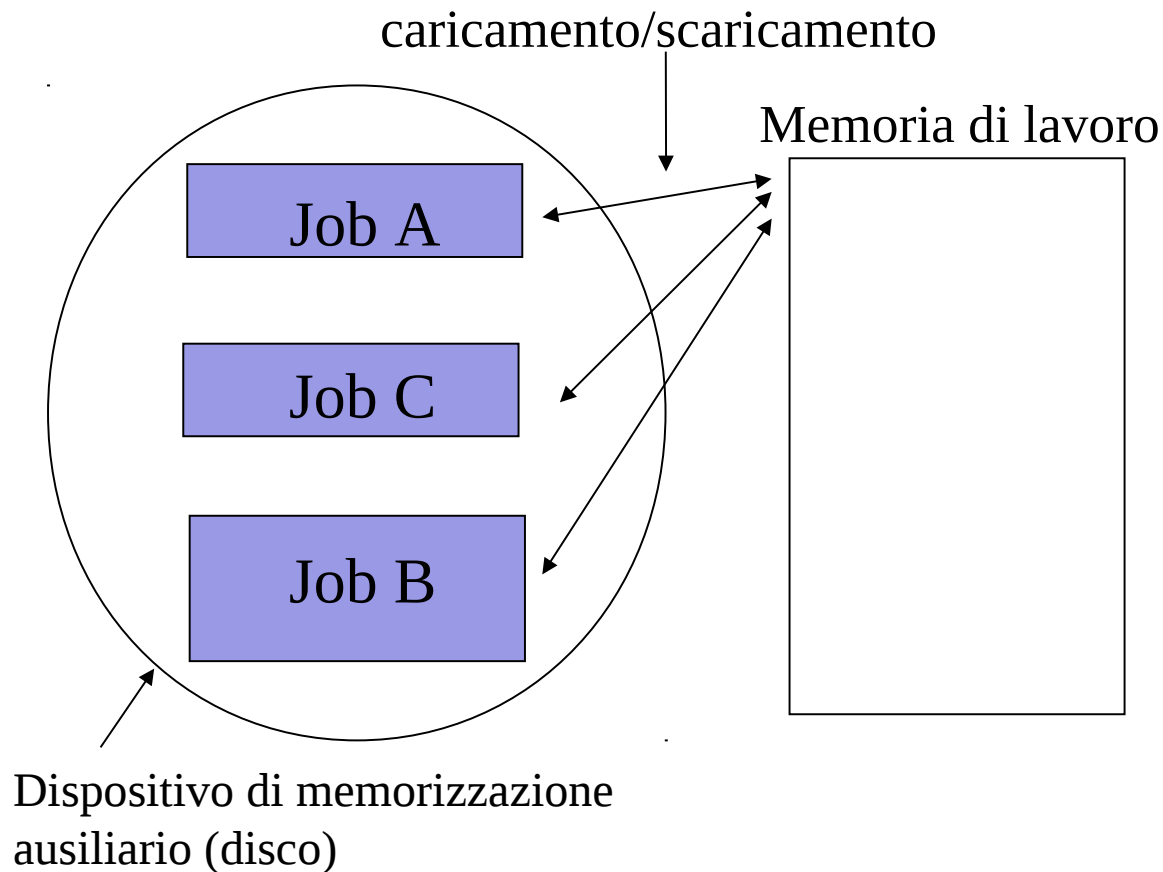 caricamento/scaricamento
Memoria di lavoro
Job A
Job C
Job B
Dispositivo di memorizzazione
ausiliario (disco)